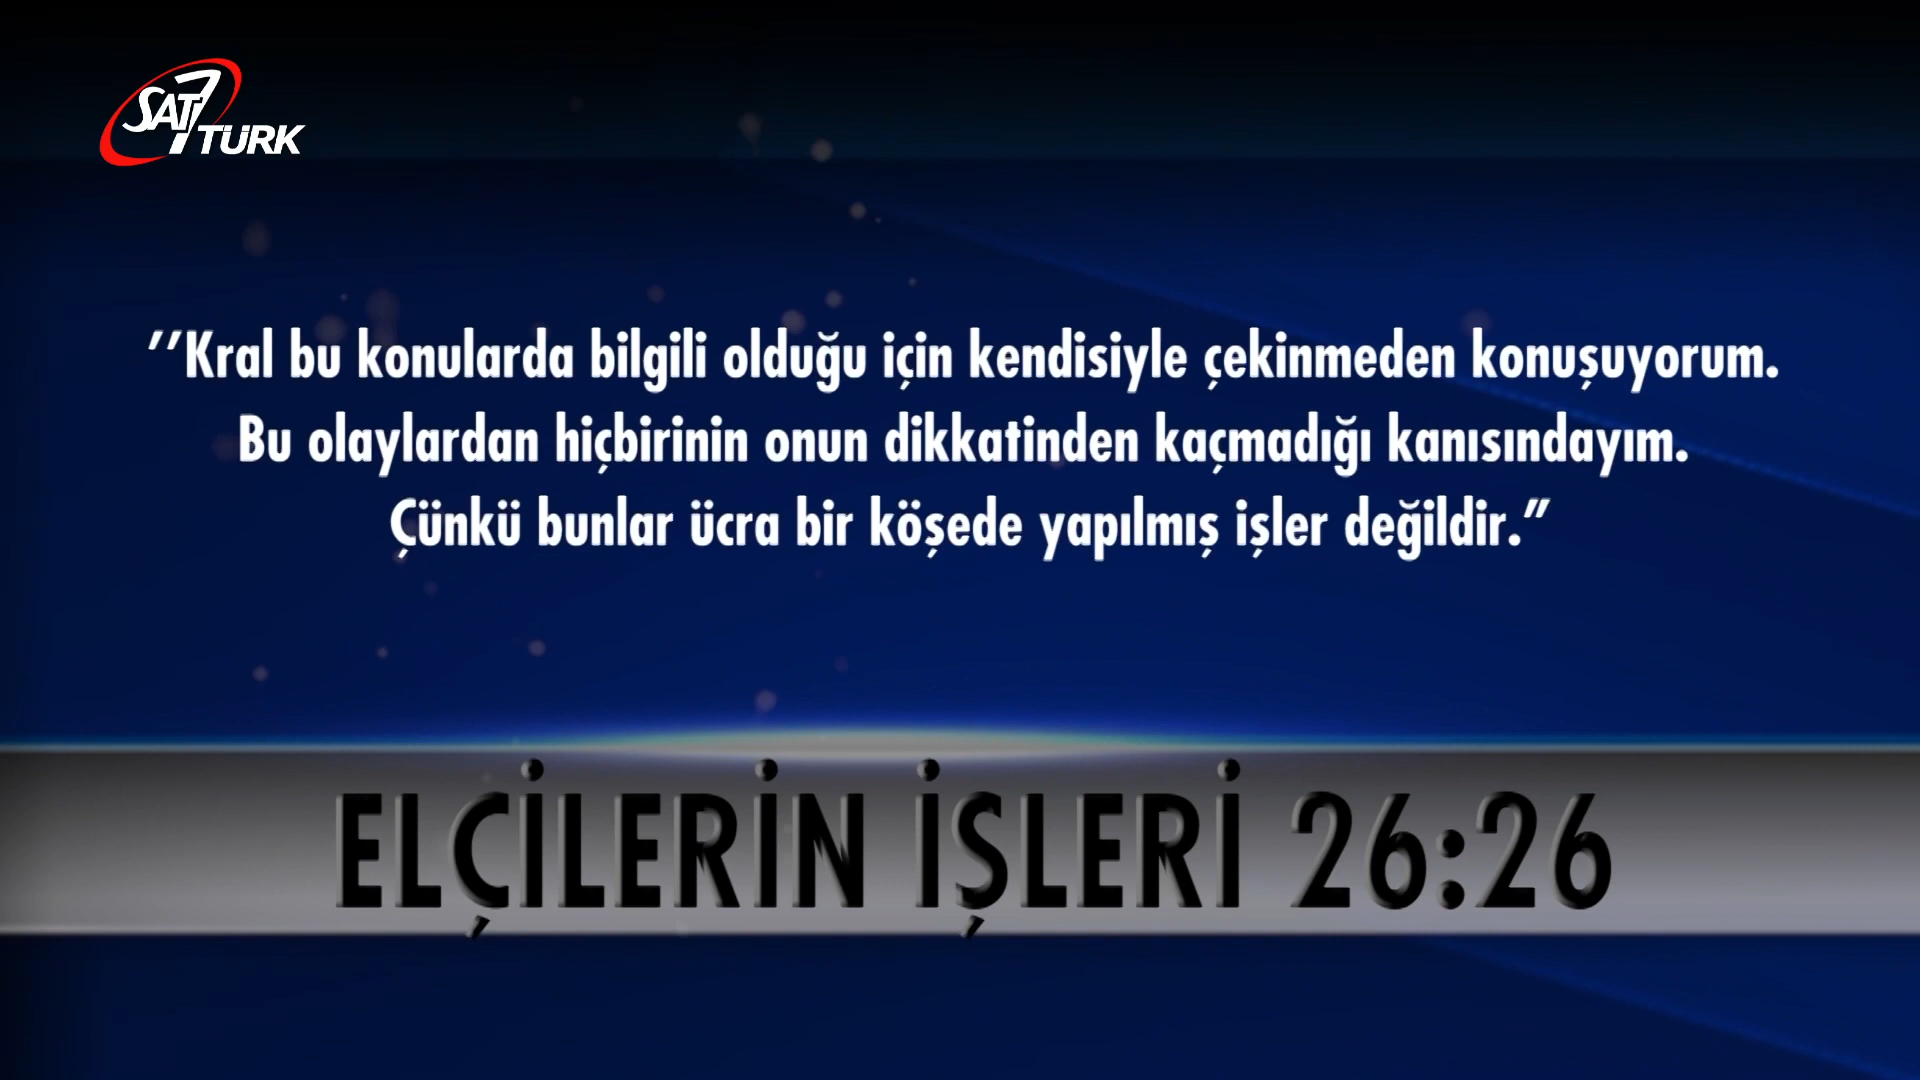 SAT7 TÜRK
’’Kral bu konularda bilgili olduğu için kendisiyle çekinmeden konuşuyorum.
Bu olaylardan hiçbirinin onun dikkatinden kaçmadığı kanısındayım.
Çünkü bunlar ücra bir köşede yapılmış işler değildir.”
ELÇİLERİN İŞLERİ 26:26